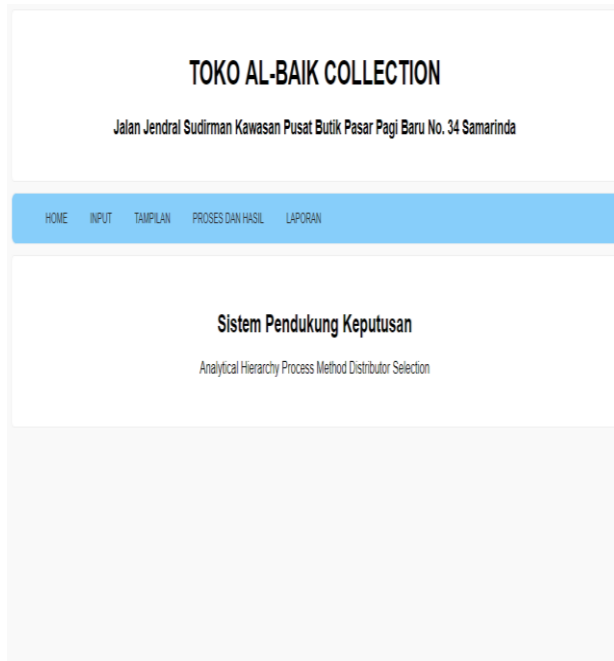 TOKO AL-BAIK COLLECTION
Jalan Jendral Sudirman Kawasan Pusat Butik Pasar Pagi Baru No. 34 Samarinda
HOME INPUT TAMPILAN PROSES DAN HASIL LAPORAN
Sistem Pendukung Keputusan
Analytical Hierarchy Process Method Distributor Selection